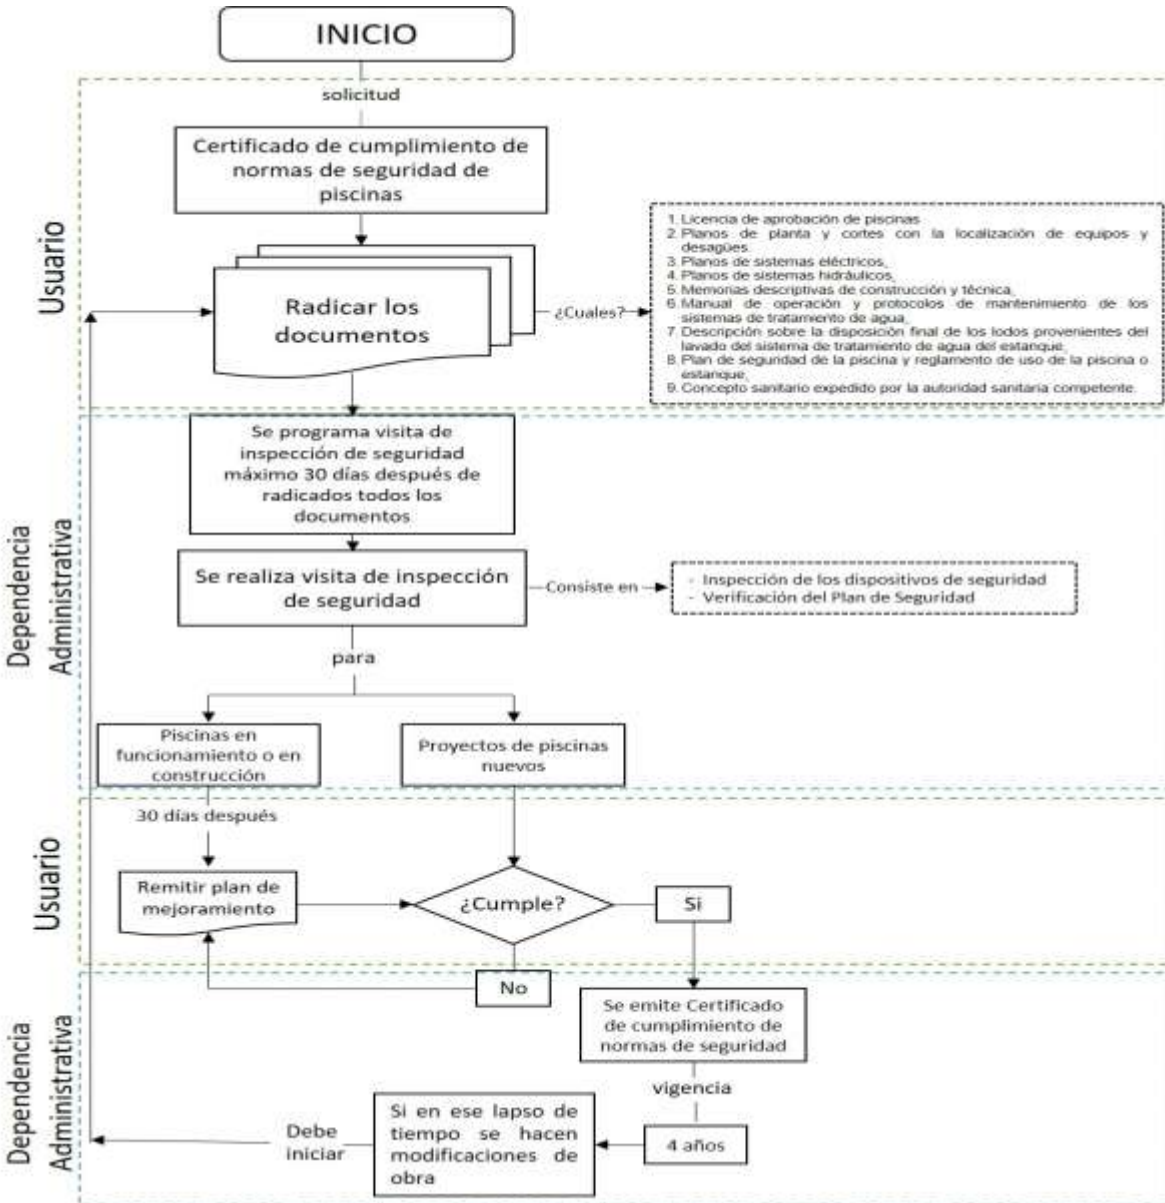 INICIO
solicitud
Certificado de cumplimiento de
normas de seguridad de
piscinas
Usuario
Radicar los
documentos
¿Cuales?
1. Licencia de aprobación de piscinas
2. Planos de planta y cortes con la localización de equipos y
desagües.
3. Planos de sistemas eléctricos,
4. Planos de sistemas hidráulicos,
5. Memorias descriptivas de construcción y técnica,
6. Manual de operación y protocolos de mantenimiento de los
sistemas de tratamiento de agua,
7. Descripción sobre la disposición final de los lodos provenientes del
lavado del sistema de tratamiento de agua del estanque,
8. Plan de seguridad de la piscina y reglamento de uso de la piscina o
estanque,
9. Concepto sanitario expedido por la autoridad sanitaria competente.
Dependencia
Administrativa
Se programa visita de
inspección de seguridad
máximo 30 días después de
radicados todos los
documentos
Se realiza visita de inspección
de seguridad
Consiste en
- Inspección de los dispositivos de seguridad
- Verificación del Plan de Seguridad
para
Piscinas en
funcionamiento o en
construcción
Proyectos de piscinas
nuevos
Usuario
30 días después
Remitir plan de
mejoramiento
¿Cumple?
Si
No
Dependencia
Administrativa
Se emite Certificado
de cumplimiento de
normas de seguridad
vigencia
4 años
Si en ese lapso de
tiempo se hacen
modificaciones de
obra
Debe
iniciar